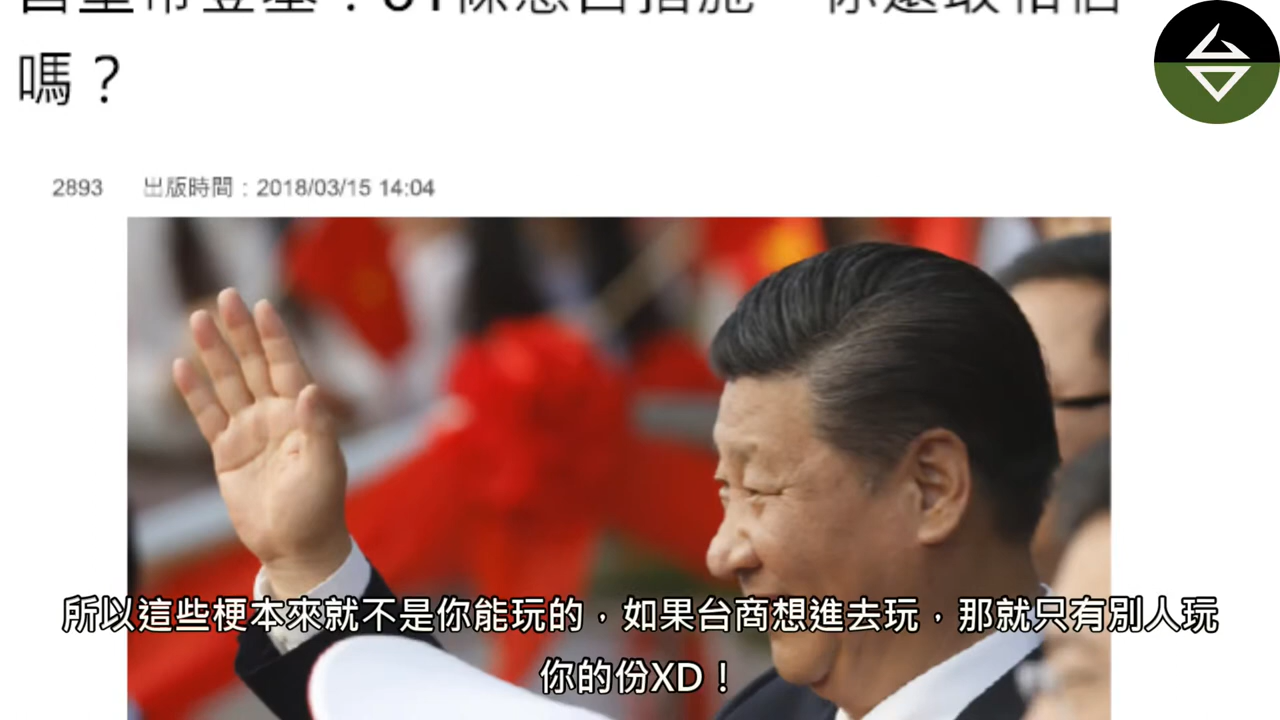 嗎？
2893 出版時間：2018/03/15 14:04
所以這些梗本來就不是你能玩的，如果台商想進去玩，那就只有別人玩
你的份XD！